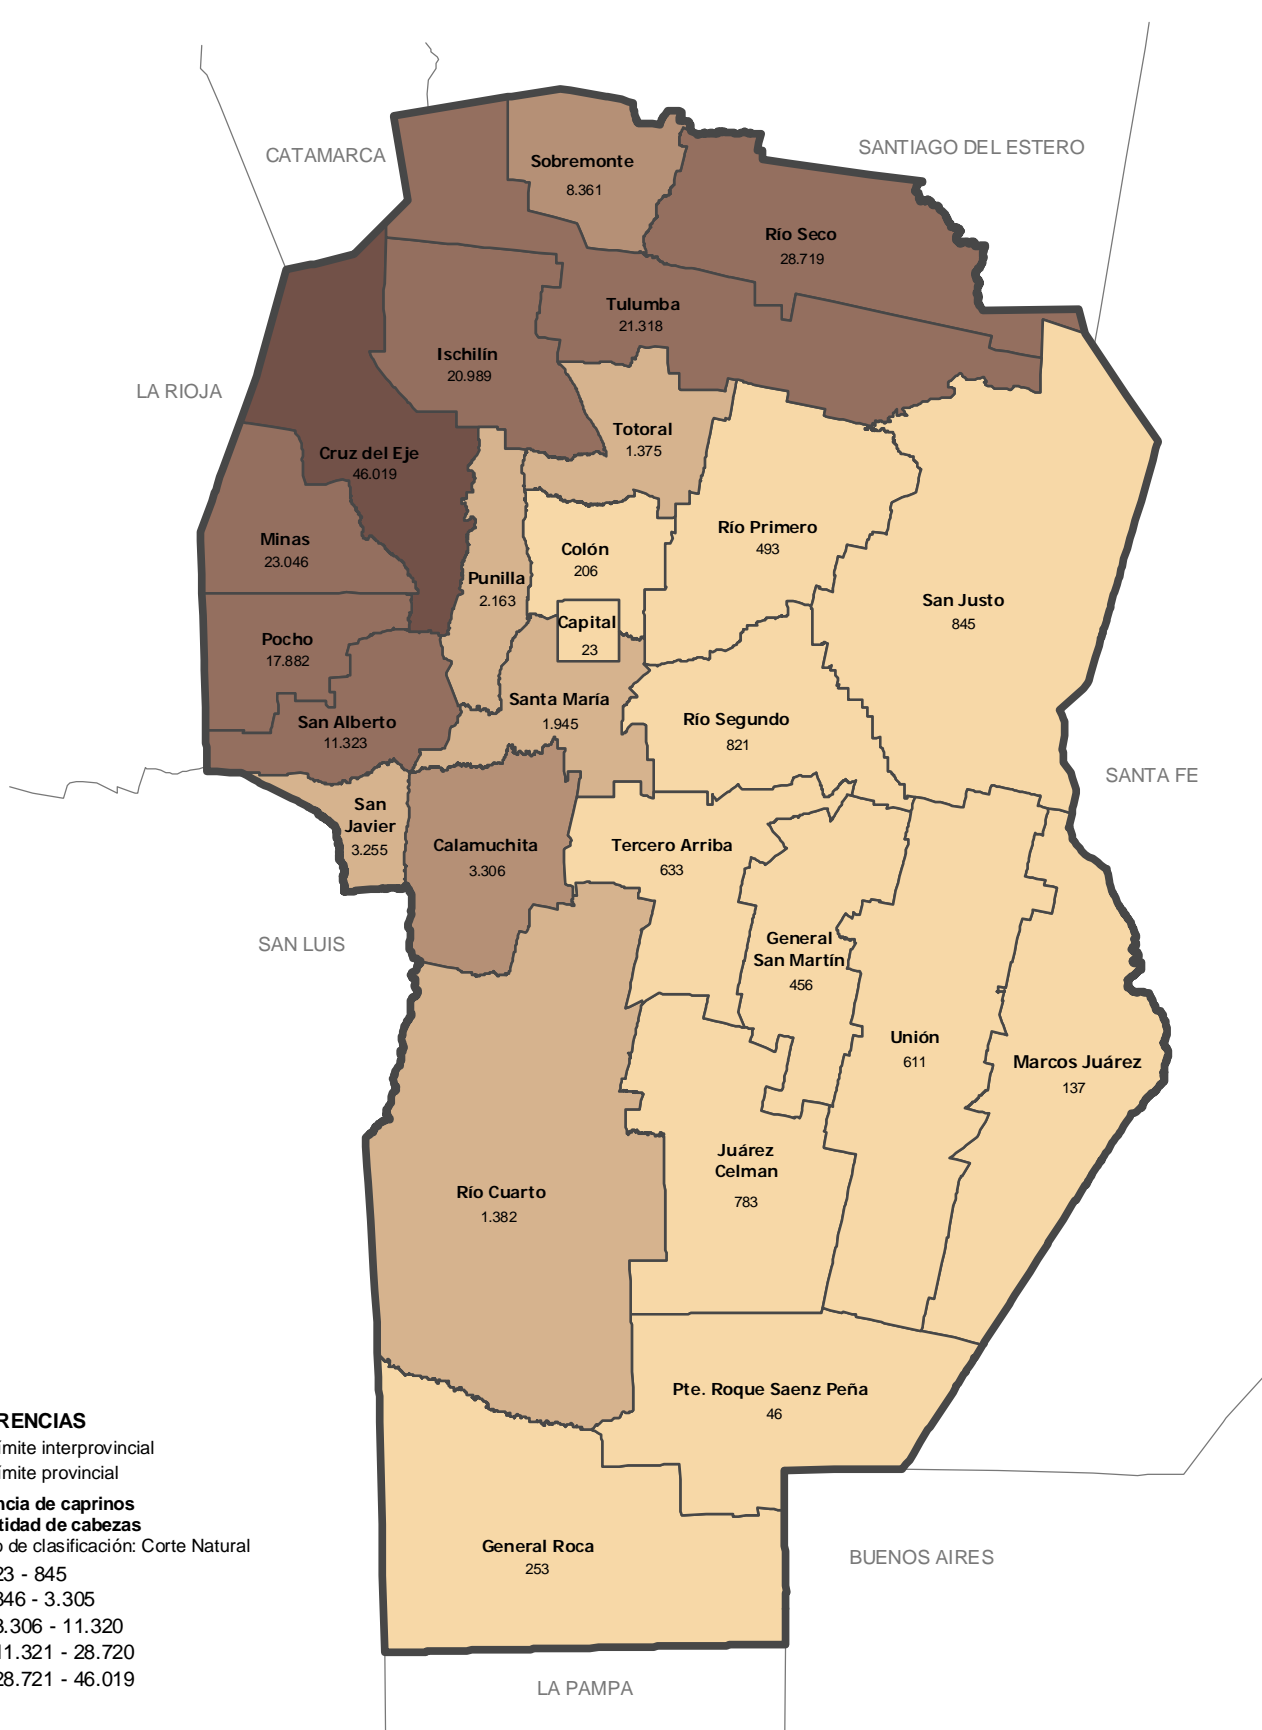 CATAMARCA
SANTIAGO DEL ESTERO
Sobremonte
8.361
Río Seco
28.719
Tulumba
21.318
Ischilín
20.989
LA RIOJA
Totoral
1.375
Cruz del Eje
46.019
Río Primero
493
Minas
23.046
Colón
206
Punilla
2.163
San Justo
845
Capital
23
Pocho
17.882
Santa María
1.945
San Alberto
11.323
Río Segundo
821
SANTA FE
San
Javier
3.255
Calamuchita
3.306
Tercero Arriba
633
SAN LUIS
General
San Martín
456
Unión
611
Marcos Juárez
137
Juárez
Celman
783
Río Cuarto
1.382
Pte. Roque Saenz Peña
46
RENCIAS
ímite interprovincial
ímite provincial
ncia de caprinos
tidad de cabezas
o de clasificación: Corte Natural
23 - 845
846 - 3.305
3.306 - 11.320
11.321 - 28.720
28.721 - 46.019
General Roca
253
BUENOS AIRES
LA PAMPA